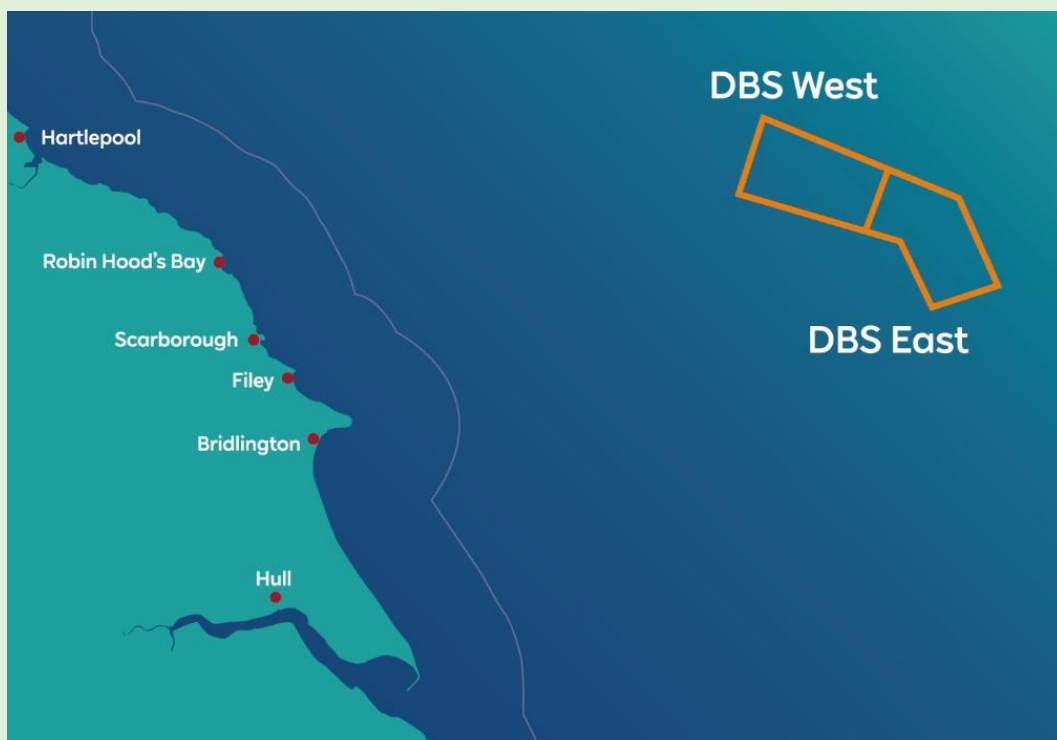 DBS West
Hartlepool
Robin Hood's Bay
Scarborough
DBS East
Filey
Bridlington
Hull